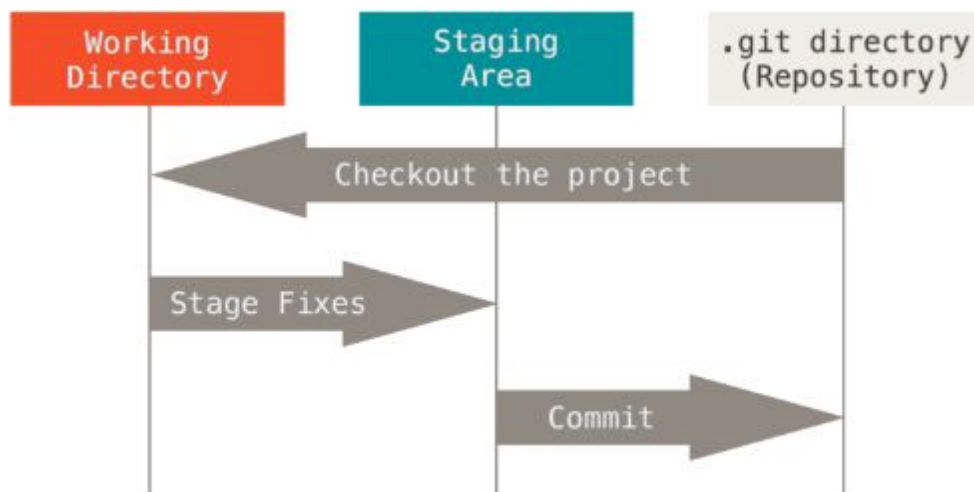 Working
Directory
Staging
Area
.git directory
(Repository)
Checkout the project
Stage Fixes
Commit